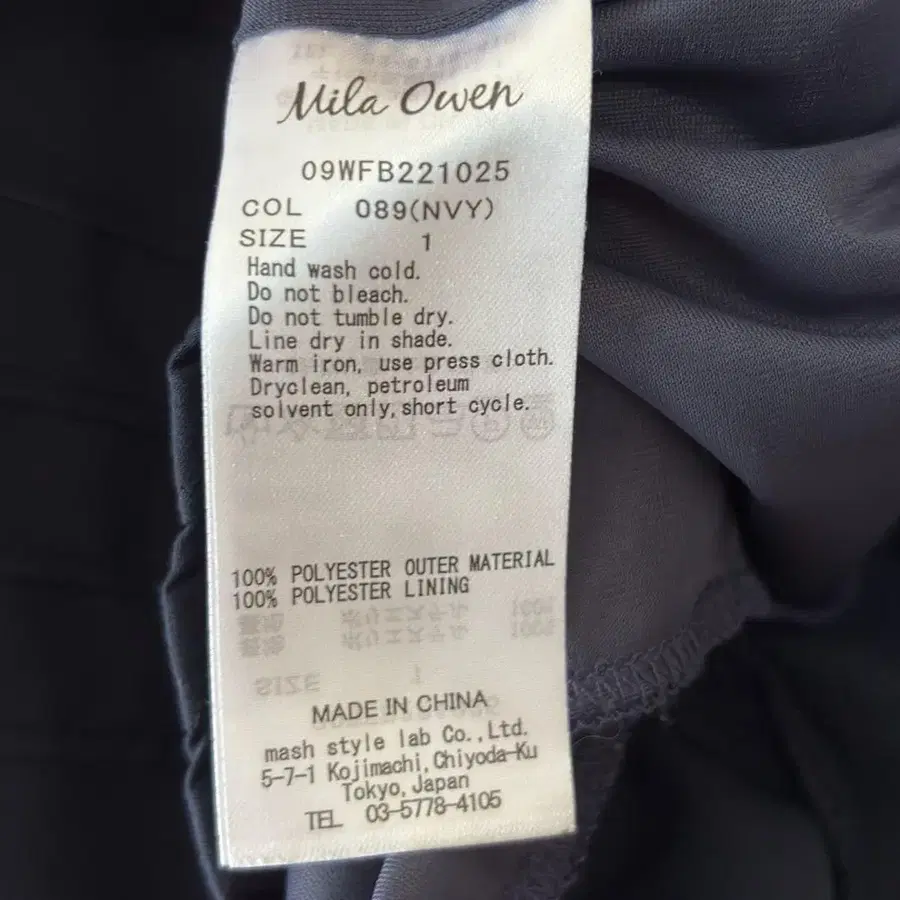 Mila Owen
09WFB221025
COL 089(NVY)
SIZE 1
Hand wash cold.
Do not bleach.
Do not tumble dry.
Line dry in shade.
Warm iron, use press cloth.
Dryclean, petroleum
solvent only, short cycle.
100% POLYESTER OUTER MATERIAL
100% POLYESTER LINING
MADE IN CHINA
mash style lab Co.,Ltd.
5-7-1 Kojimachi,Chiyoda-Ku
Tokyo,Japan
TEL 03-5778-4105